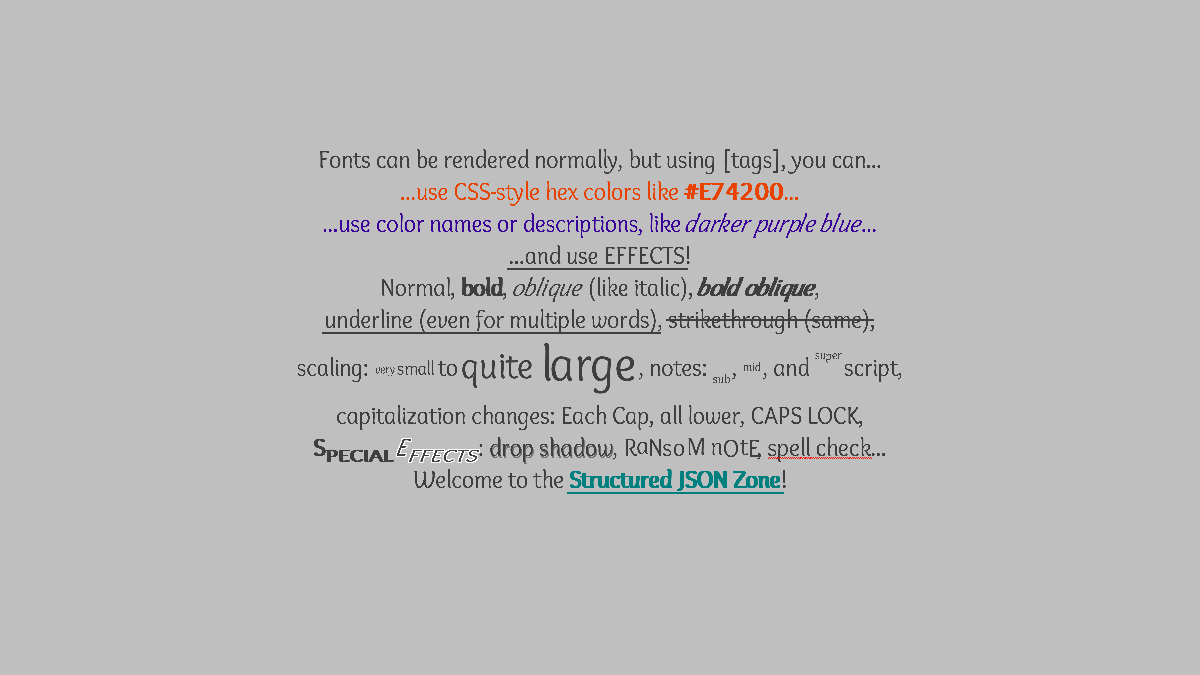 Fonts can be rendered normally, but using [tags], you can...
...use CSS-style hex colors like #E74200...
...use color names or descriptions, like darker purple blue...
...and use EFFECTS!
Normal, bold, oblique (like italic), bold oblique,
underline (even for multiple words), strikethrough (same),
scaling: very small to quite large, notes: sub, mid, and super script,
capitalization changes: Each Cap, all lower, CAPS LOCK,
SPECIAL EFFECTS: drop shadow, RaNsoM nOtE, spell check...
Welcome to the Structured JSON Zone!